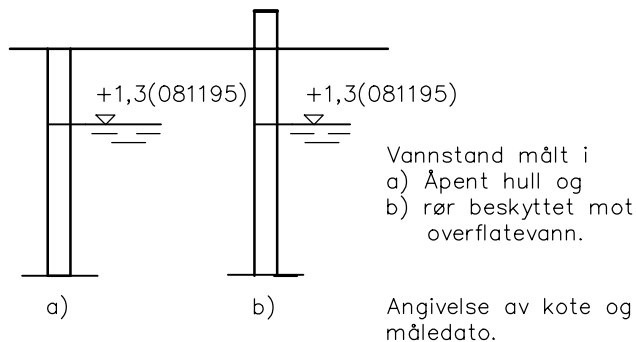 +1,3(081195) +1,3(081195)
Vannstand målt i
a) Åpent hull og
b) rør beskyttet mot
overflatevann.
a) b) Angivelse av kote og
måledato.